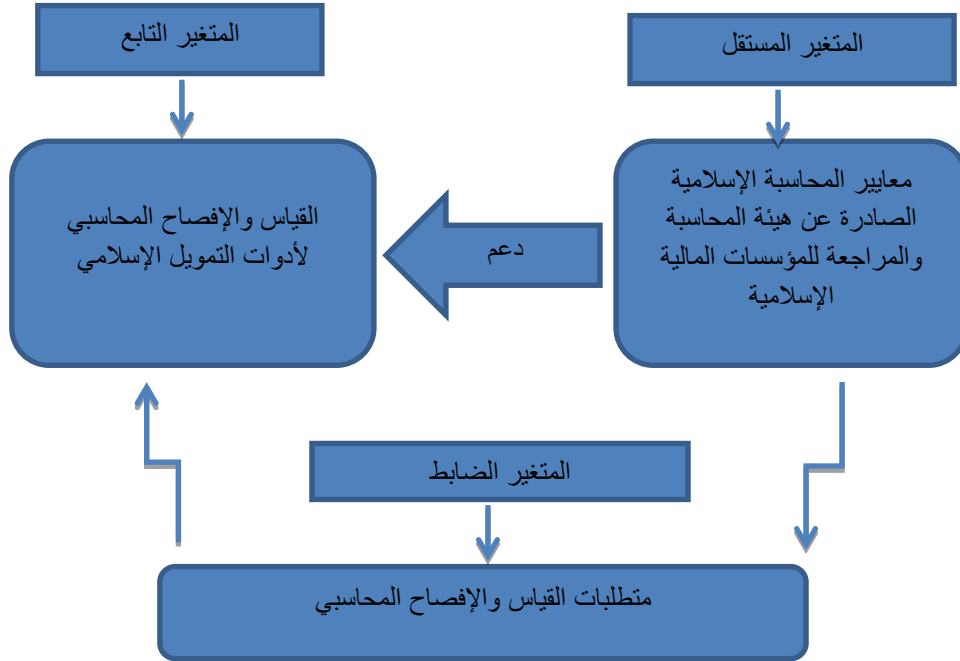 المتغير المستقل
المتغير التابع
معايير المحاسبة الإسلامية
الصادرة عن هيئة المحاسبة
والمراجعة للمؤسسات المالية
الإسلامية
دعم
القياس والإفصاح المحاسبي
لأدوات التمويل الإسلامي
المتغير الضابط
متطلبات القياس والإفصاح المحاسبي